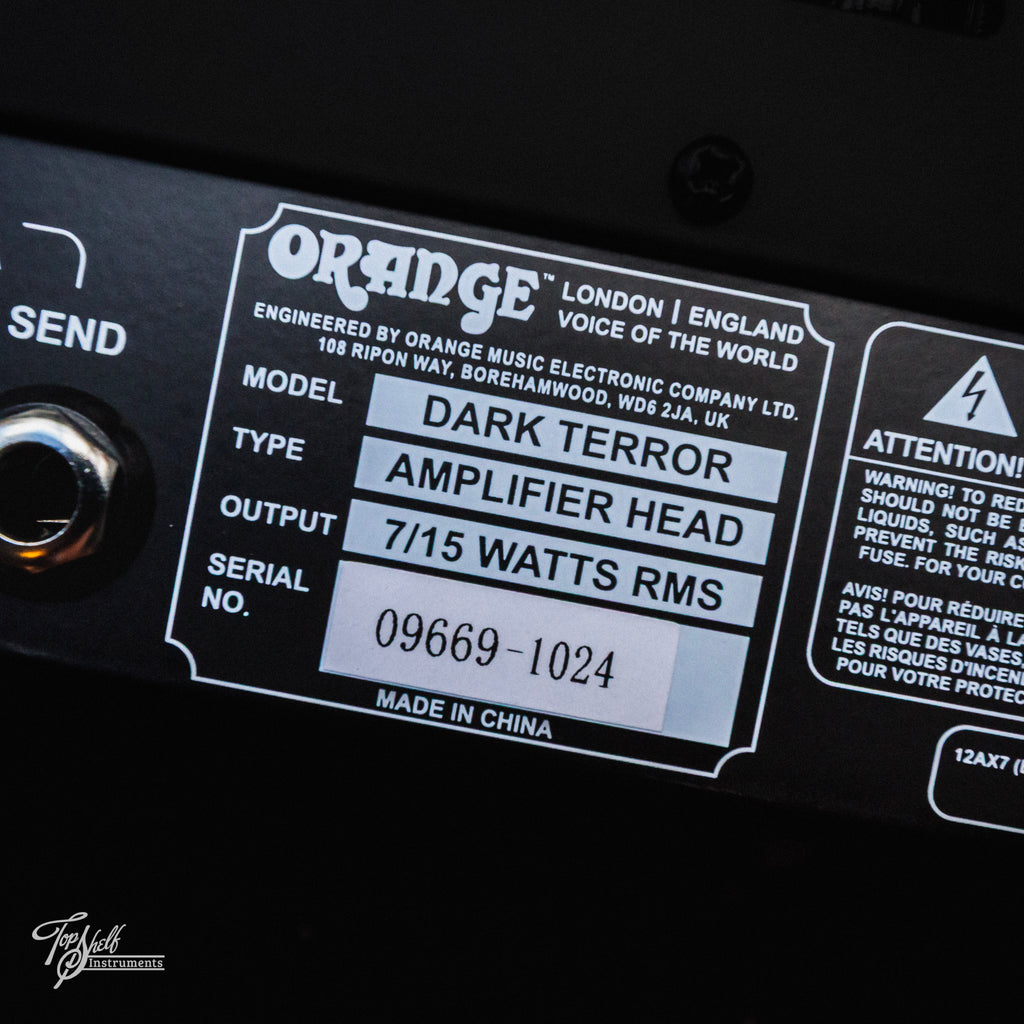 SEND
ORANGE™ LONDON | ENGLAND
VOICE OF THE WORLD
ENGINEERED BY ORANGE MUSIC ELECTRONIC COMPANY LTD.
108 RIPON WAY, BOREHAMWOOD, WD6 2JA, UK
MODEL DARK TERROR
TYPE AMPLIFIER HEAD
OUTPUT 7/15 WATTS RMS
SERIAL
NO. 09669-1024
MADE IN CHINA
ATTENTION!
WARNING! TO RED
SHOULD NOT BE
LIQUIDS, SUCH AS
PREVENT THE RISK
FUSE. FOR YOUR
AVIS! POUR RÉDUIRE
PAS L'APPAREIL À LA
TELS QUE DES VASES,
LES RISQUES D'INCEN
POUR VOTRE PROTEC
12AX7
Top Shelf
Instruments